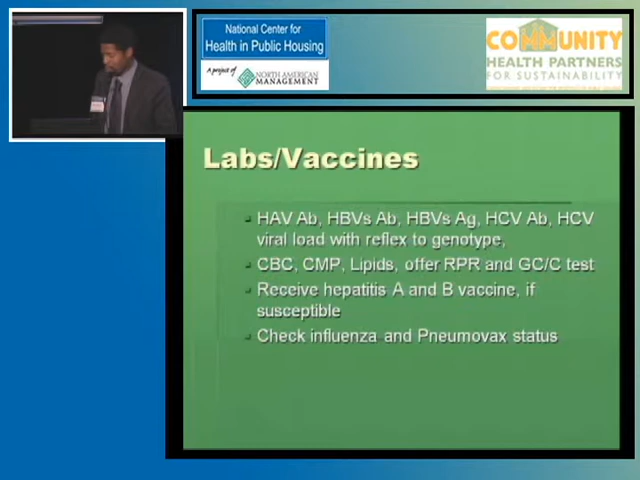 National Center for
Health in Public Housing
A project of
NORTH AMERICAN
MANAGEMENT
COMMUNITY
HEALTH PARTNERS
FOR SUSTAINABILITY
Labs/Vaccines
HAV Ab, HBVs Ab, HBVs Ag, HCV Ab, HCV
viral load with reflex to genotype,
CBC, CMP, Lipids, offer RPR and GC/C test
Receive hepatitis A and B vaccine, if
susceptible
Check influenza and Pneumovax status